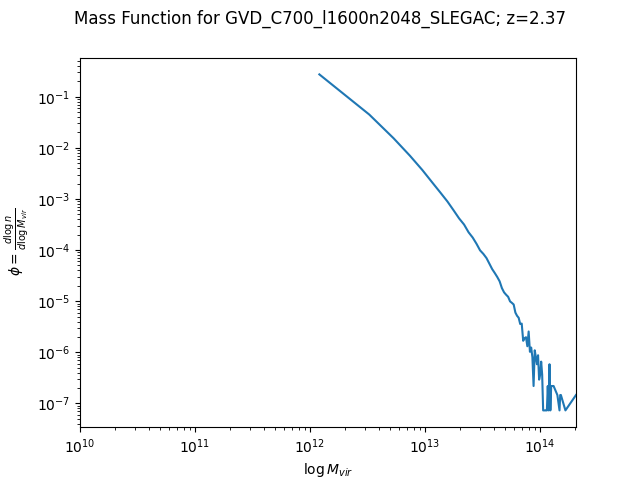 Mass Function for GVD_C700_l1600n2048_SLEGAC; z=2.37
10⁻¹
10⁻²
10⁻³
10⁻⁴
10⁻⁵
10⁻⁶
10⁻⁷
ϕ = d log n / d log M_vir
10¹⁰ 10¹¹ 10¹² 10¹³ 10¹⁴
log M_vir